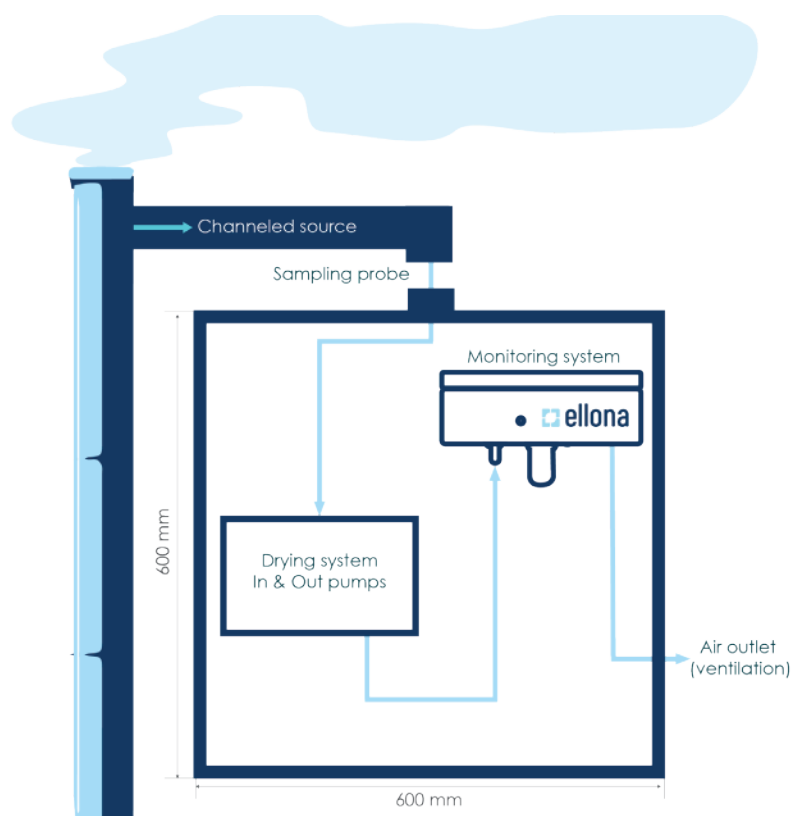 Channeled source
Sampling probe
Monitoring system
ellona
Drying system
In & Out pumps
600 mm
Air outlet
(ventilation)
600 mm